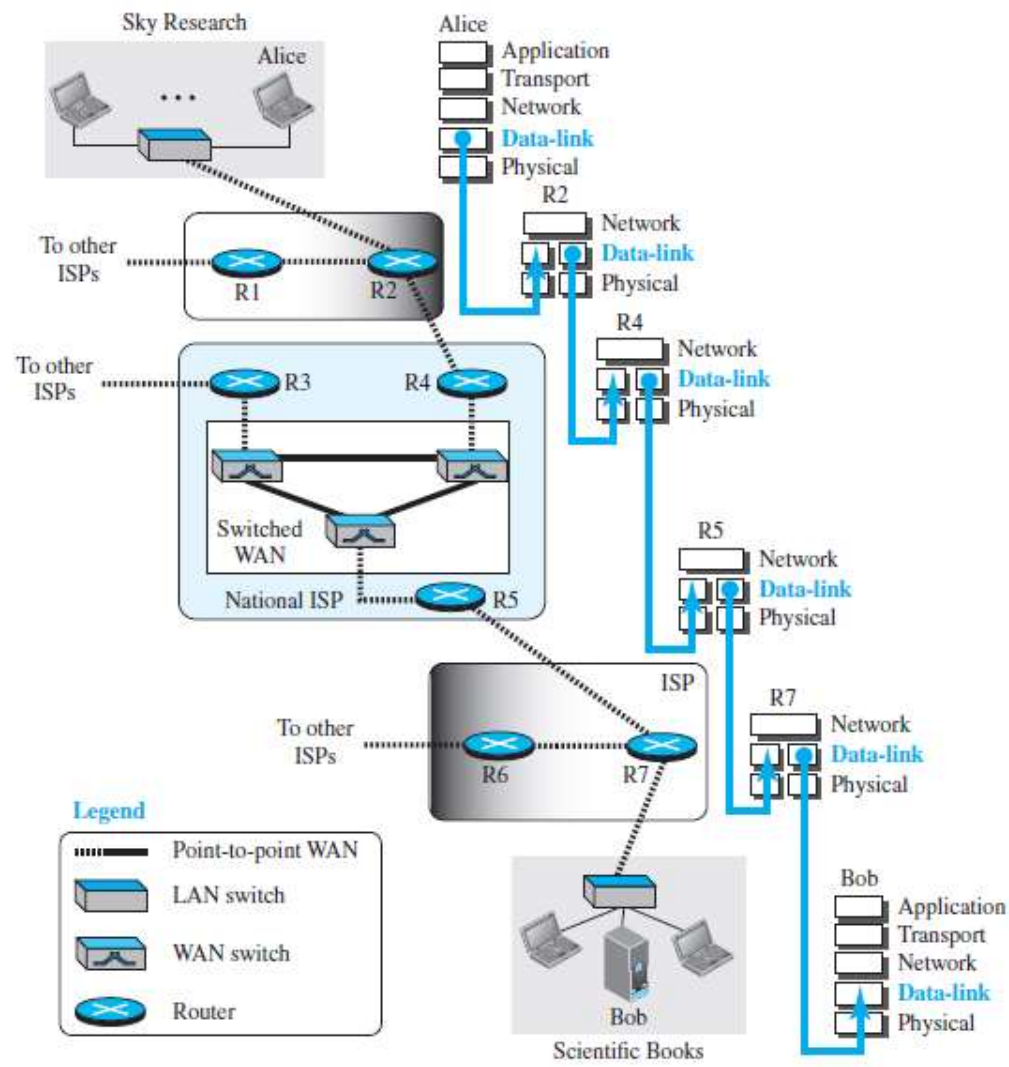 Sky Research
Alice
Alice
Application
Transport
Network
Data-link
Physical
R2
Network
Data-link
Physical
To other
ISPs
R1
R2
R4
Network
Data-link
Physical
To other
ISPs
R3
R4
Switched
WAN
National ISP
R5
R5
Network
Data-link
Physical
ISP
To other
ISPs
R6
R7
R7
Network
Data-link
Physical
Legend
Point-to-point WAN
LAN switch
WAN switch
Router
Bob
Scientific Books
Bob
Application
Transport
Network
Data-link
Physical